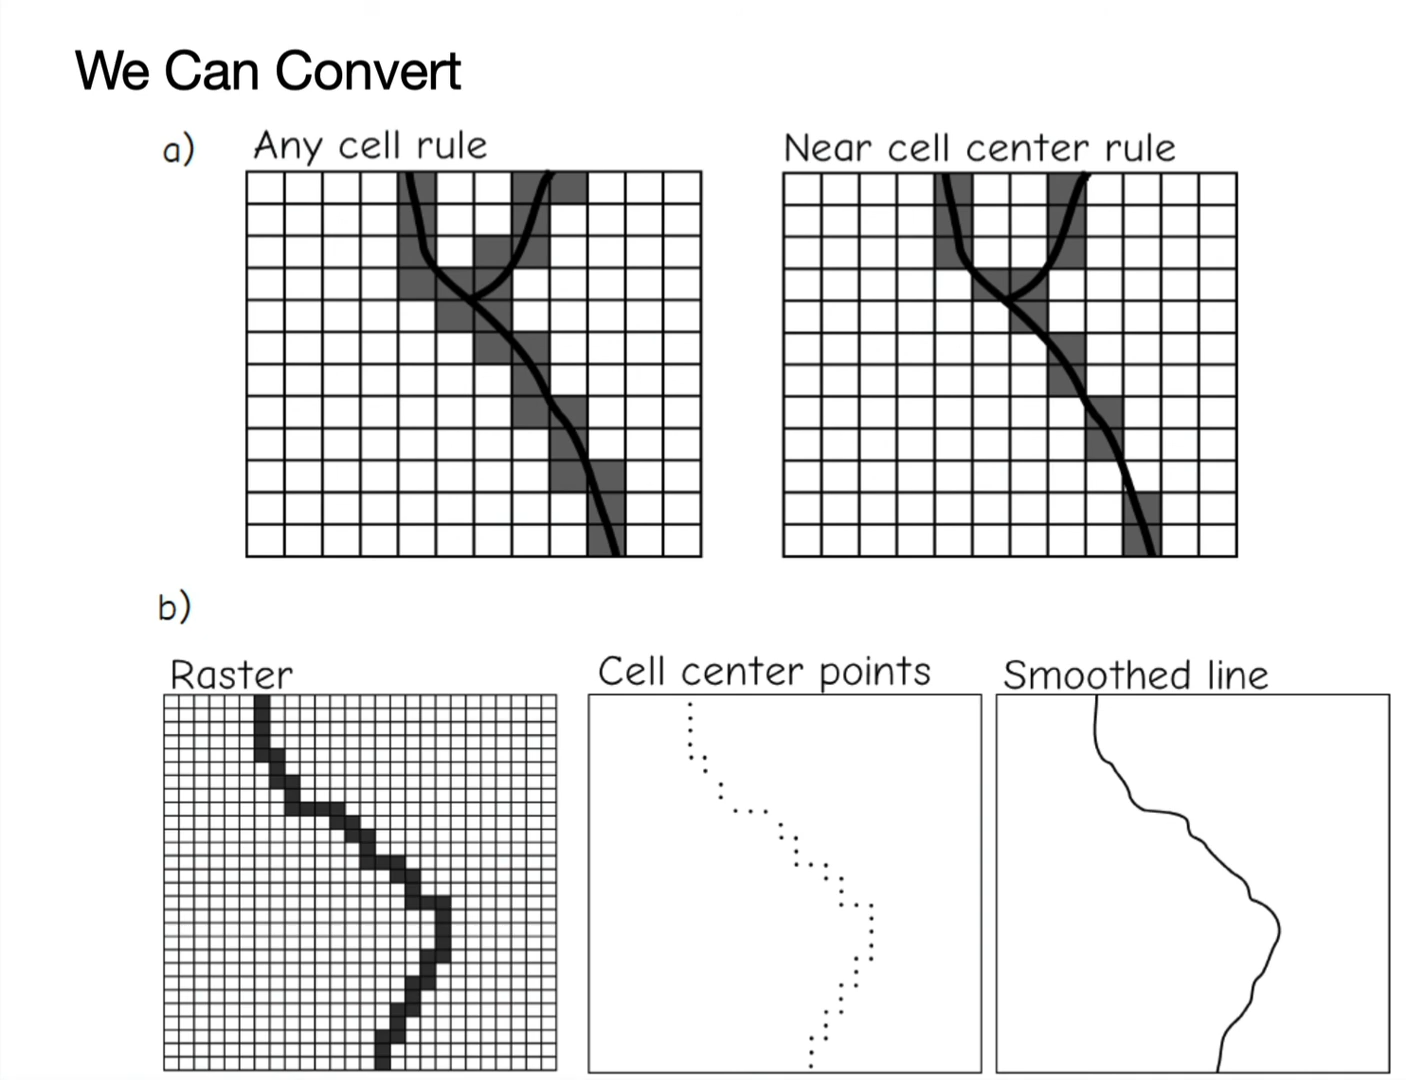 We Can Convert
a)
Any cell rule
Near cell center rule
b)
Raster
Cell center points
Smoothed line